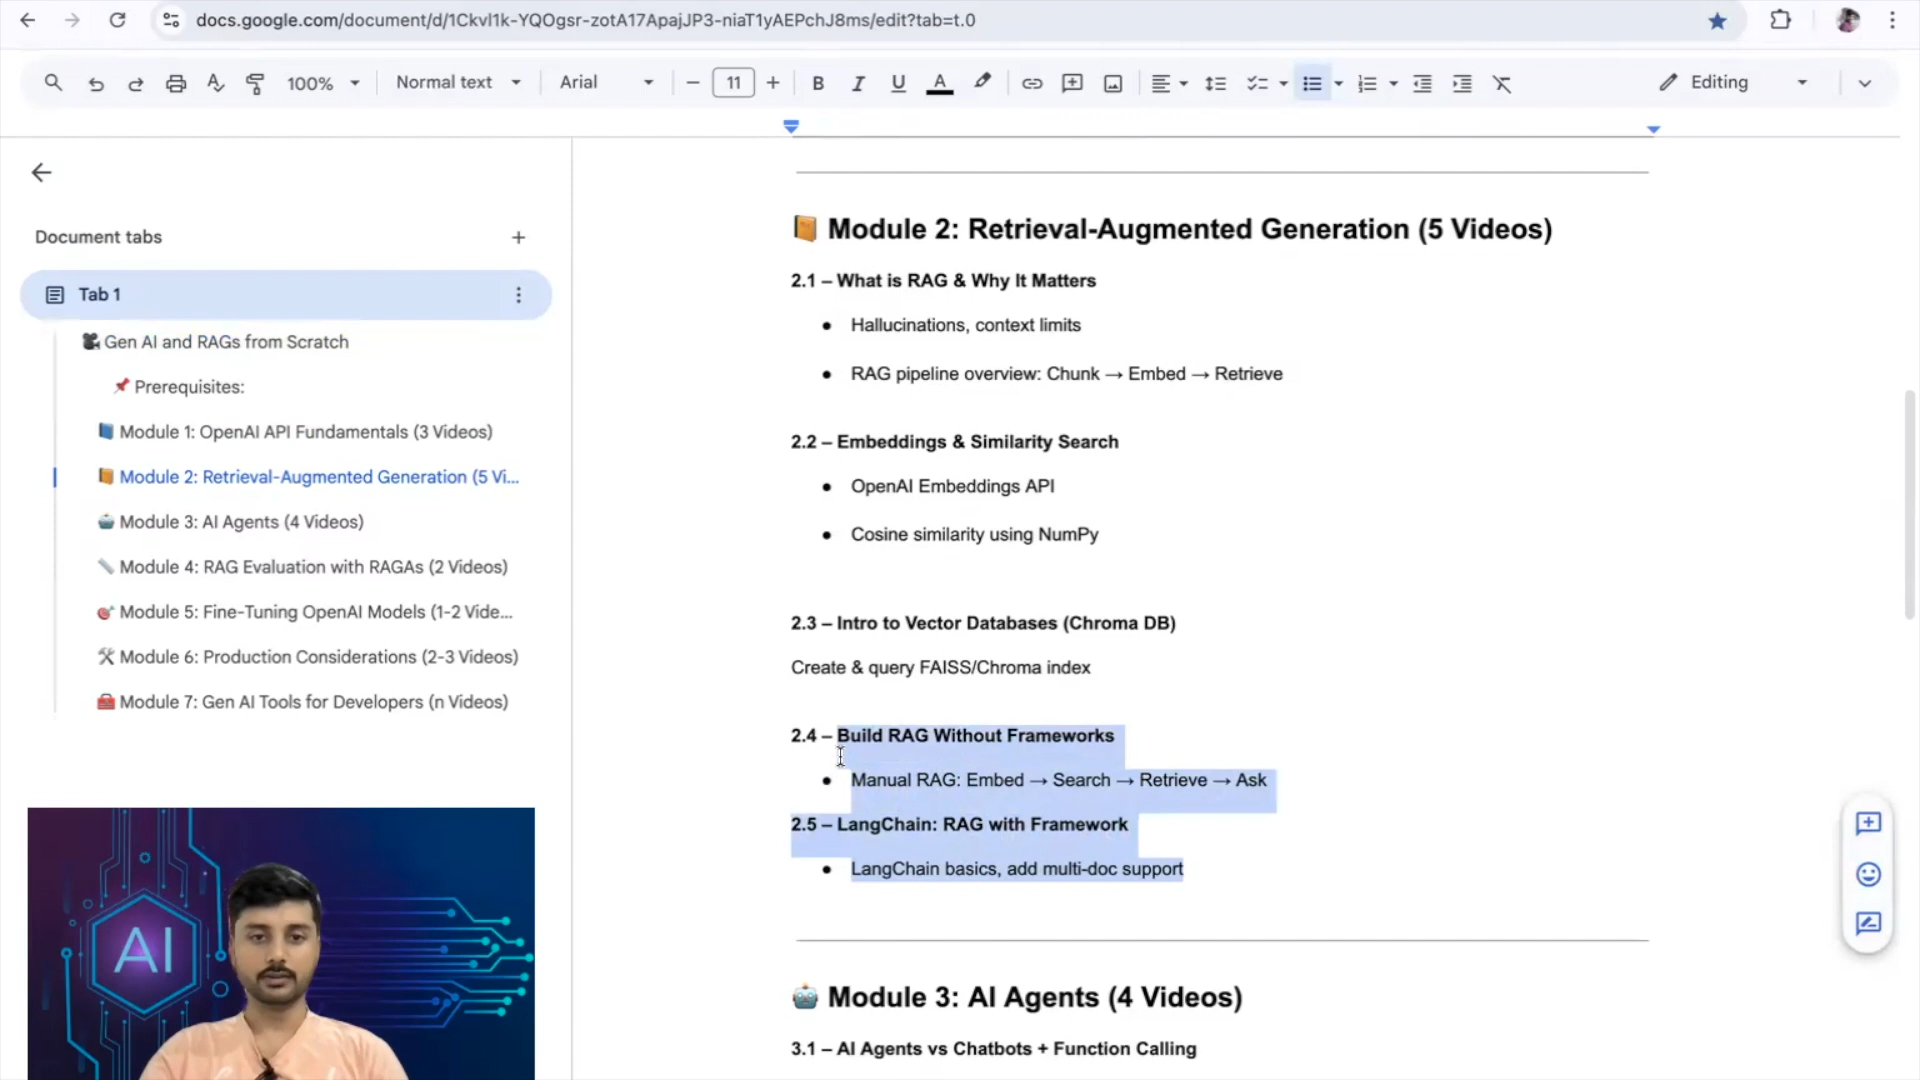 docs.google.com/document/d/1Ckvl1k-YQOgsr-zotA17ApajJP3-niaT1yAEPchJ8ms/edit?tab=t.0
100%
Normal text
Arial
11
B
I
U
A
Editing
Document tabs
Tab 1
Gen AI and RAGs from Scratch
Prerequisites:
Module 1: OpenAI API Fundamentals (3 Videos)
Module 2: Retrieval-Augmented Generation (5 Vi...
Module 3: AI Agents (4 Videos)
Module 4: RAG Evaluation with RAGAs (2 Videos)
Module 5: Fine-Tuning OpenAI Models (1-2 Vide...
Module 6: Production Considerations (2-3 Videos)
Module 7: Gen AI Tools for Developers (n Videos)
AI
Module 2: Retrieval-Augmented Generation (5 Videos)
2.1 – What is RAG & Why It Matters
● Hallucinations, context limits
● RAG pipeline overview: Chunk → Embed → Retrieve
2.2 – Embeddings & Similarity Search
● OpenAI Embeddings API
● Cosine similarity using NumPy
2.3 – Intro to Vector Databases (Chroma DB)
Create & query FAISS/Chroma index
2.4 – Build RAG Without Frameworks
● Manual RAG: Embed → Search → Retrieve → Ask
2.5 – LangChain: RAG with Framework
● LangChain basics, add multi-doc support
Module 3: AI Agents (4 Videos)
3.1 – AI Agents vs Chatbots + Function Calling